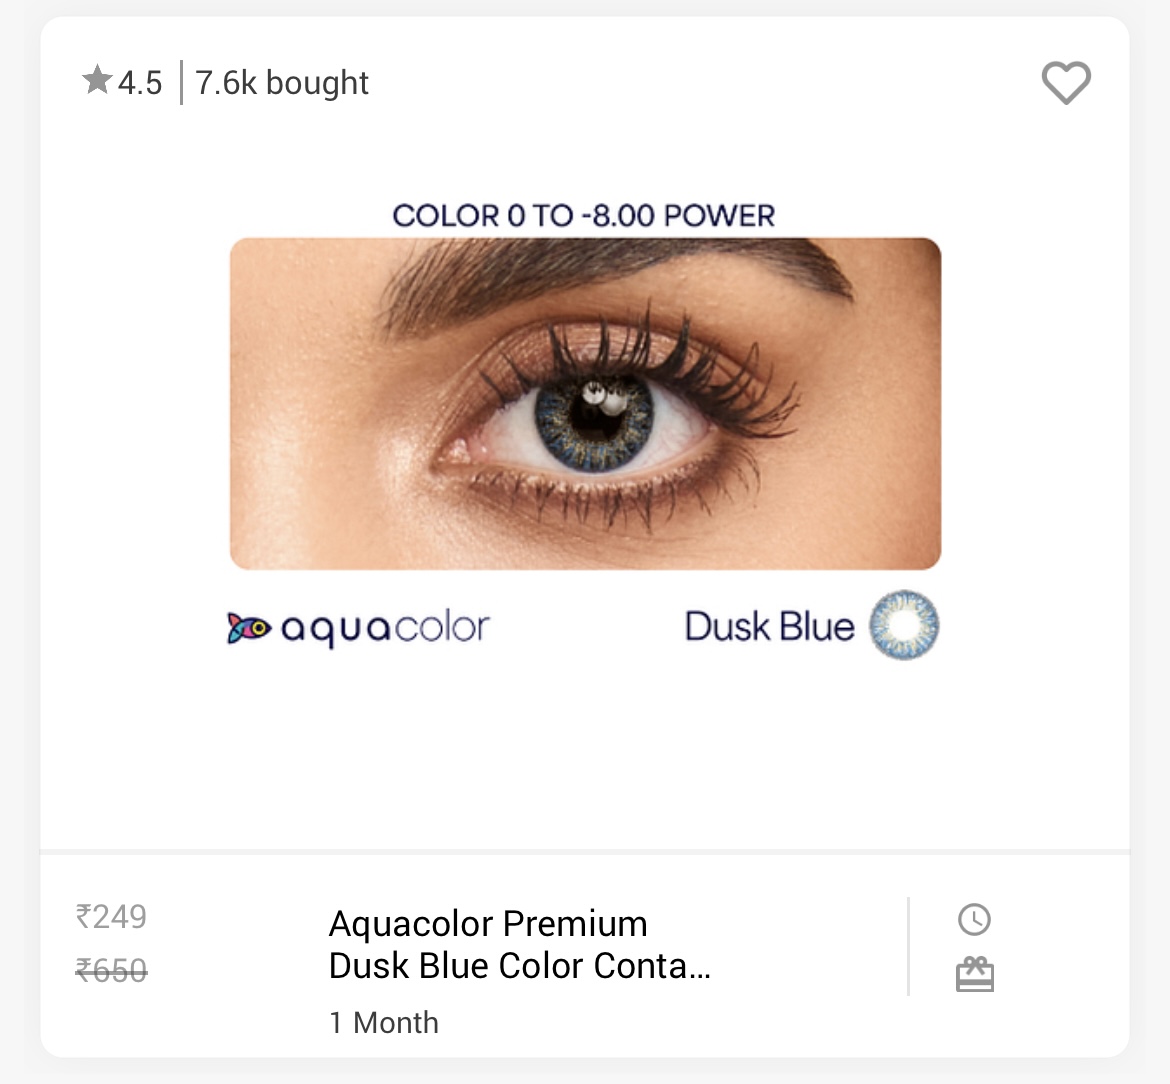 4.5 | 7.6k bought
COLOR 0 TO -8.00 POWER
aquacolor
Dusk Blue
₹249
₹650
Aquacolor Premium
Dusk Blue Color Conta...
1 Month